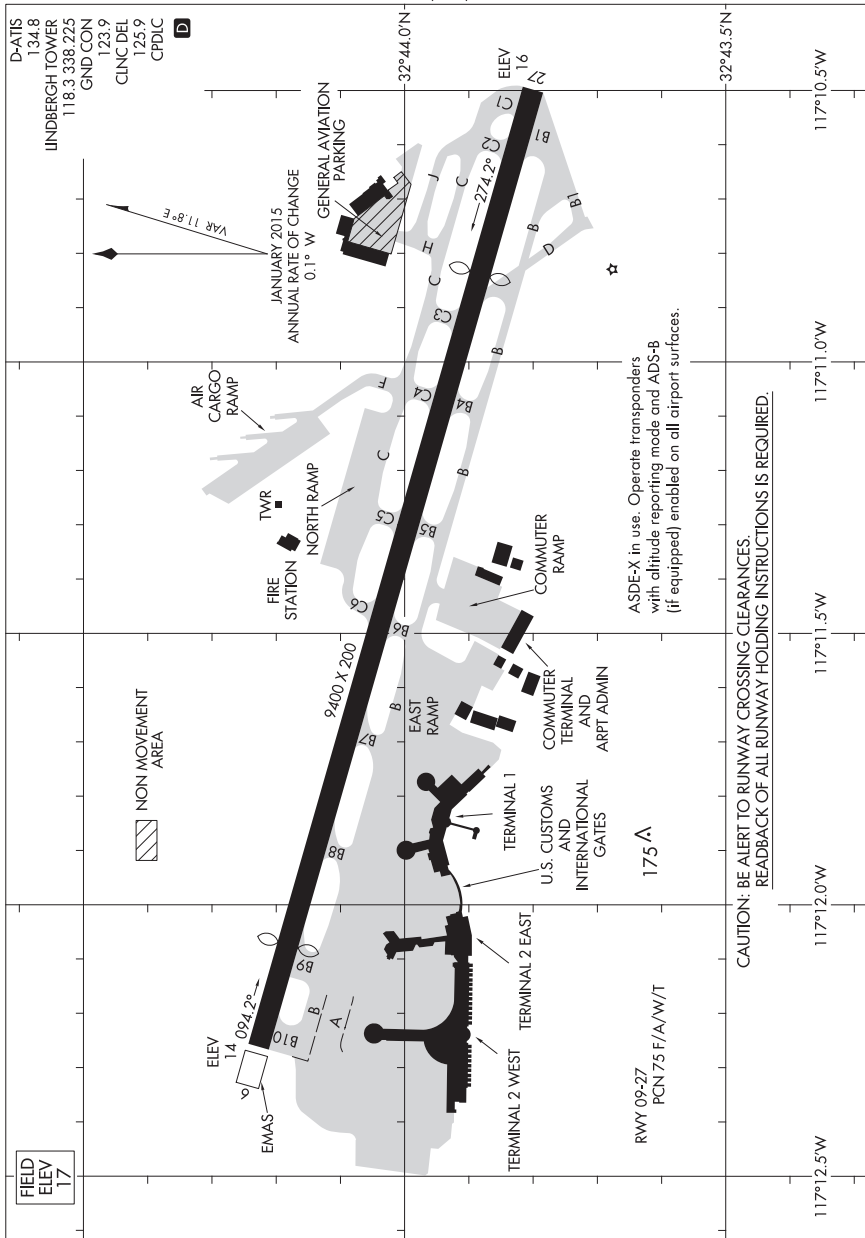 D-ATIS
134.8
LINDBERGH TOWER
118.3 338.225
GND CON
123.9
CLNC DEL
125.9
CPDLC
D
FIELD
ELEV
17
NON MOVEMENT
AREA
VAR 11.8° E
JANUARY 2015
ANNUAL RATE OF CHANGE
0.1° W
GENERAL AVIATION
PARKING
AIR
CARGO
RAMP
TWR
FIRE
STATION
NORTH RAMP
32°44.0'N
32°43.5'N
ELEV
16
27
C1
C2
B1
B1
J
C
274.2°
H
B
D
C
C3
B
F
C4
B4
C
B
C5
B5
C6
B6
9400 X 200
B
B7
B8
B9
B10
B
A
094.2°
ELEV
14
9
EMAS
EAST
RAMP
COMMUTER
RAMP
COMMUTER
TERMINAL
AND
ARPT ADMIN
TERMINAL 1
U.S. CUSTOMS
AND
INTERNATIONAL
GATES
TERMINAL 2 EAST
TERMINAL 2 WEST
175
RWY 09-27
PCN 75 F/A/W/T
ASDE-X in use. Operate transponders
with altitude reporting mode and ADS-B
(if equipped) enabled on all airport surfaces.
CAUTION: BE ALERT TO RUNWAY CROSSING CLEARANCES.
READBACK OF ALL RUNWAY HOLDING INSTRUCTIONS IS REQUIRED.
117°12.5'W
117°12.0'W
117°11.5'W
117°11.0'W
117°10.5'W